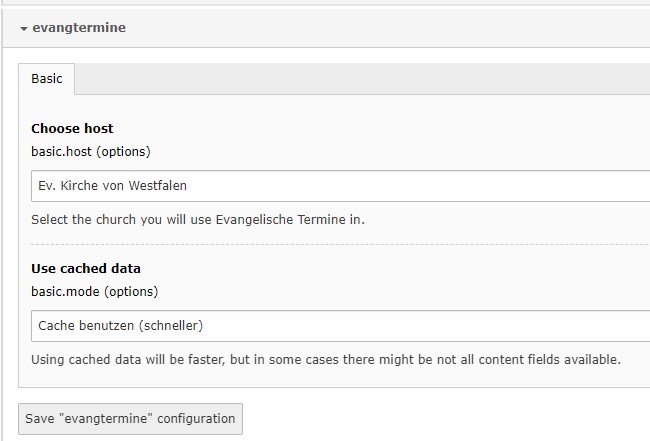 evangtermine
Basic
Choose host
basic.host (options)
Ev. Kirche von Westfalen
Select the church you will use Evangelische Termine in.
Use cached data
basic.mode (options)
Cache benutzen (schneller)
Using cached data will be faster, but in some cases there might be not all content fields available.
Save "evangtermine" configuration